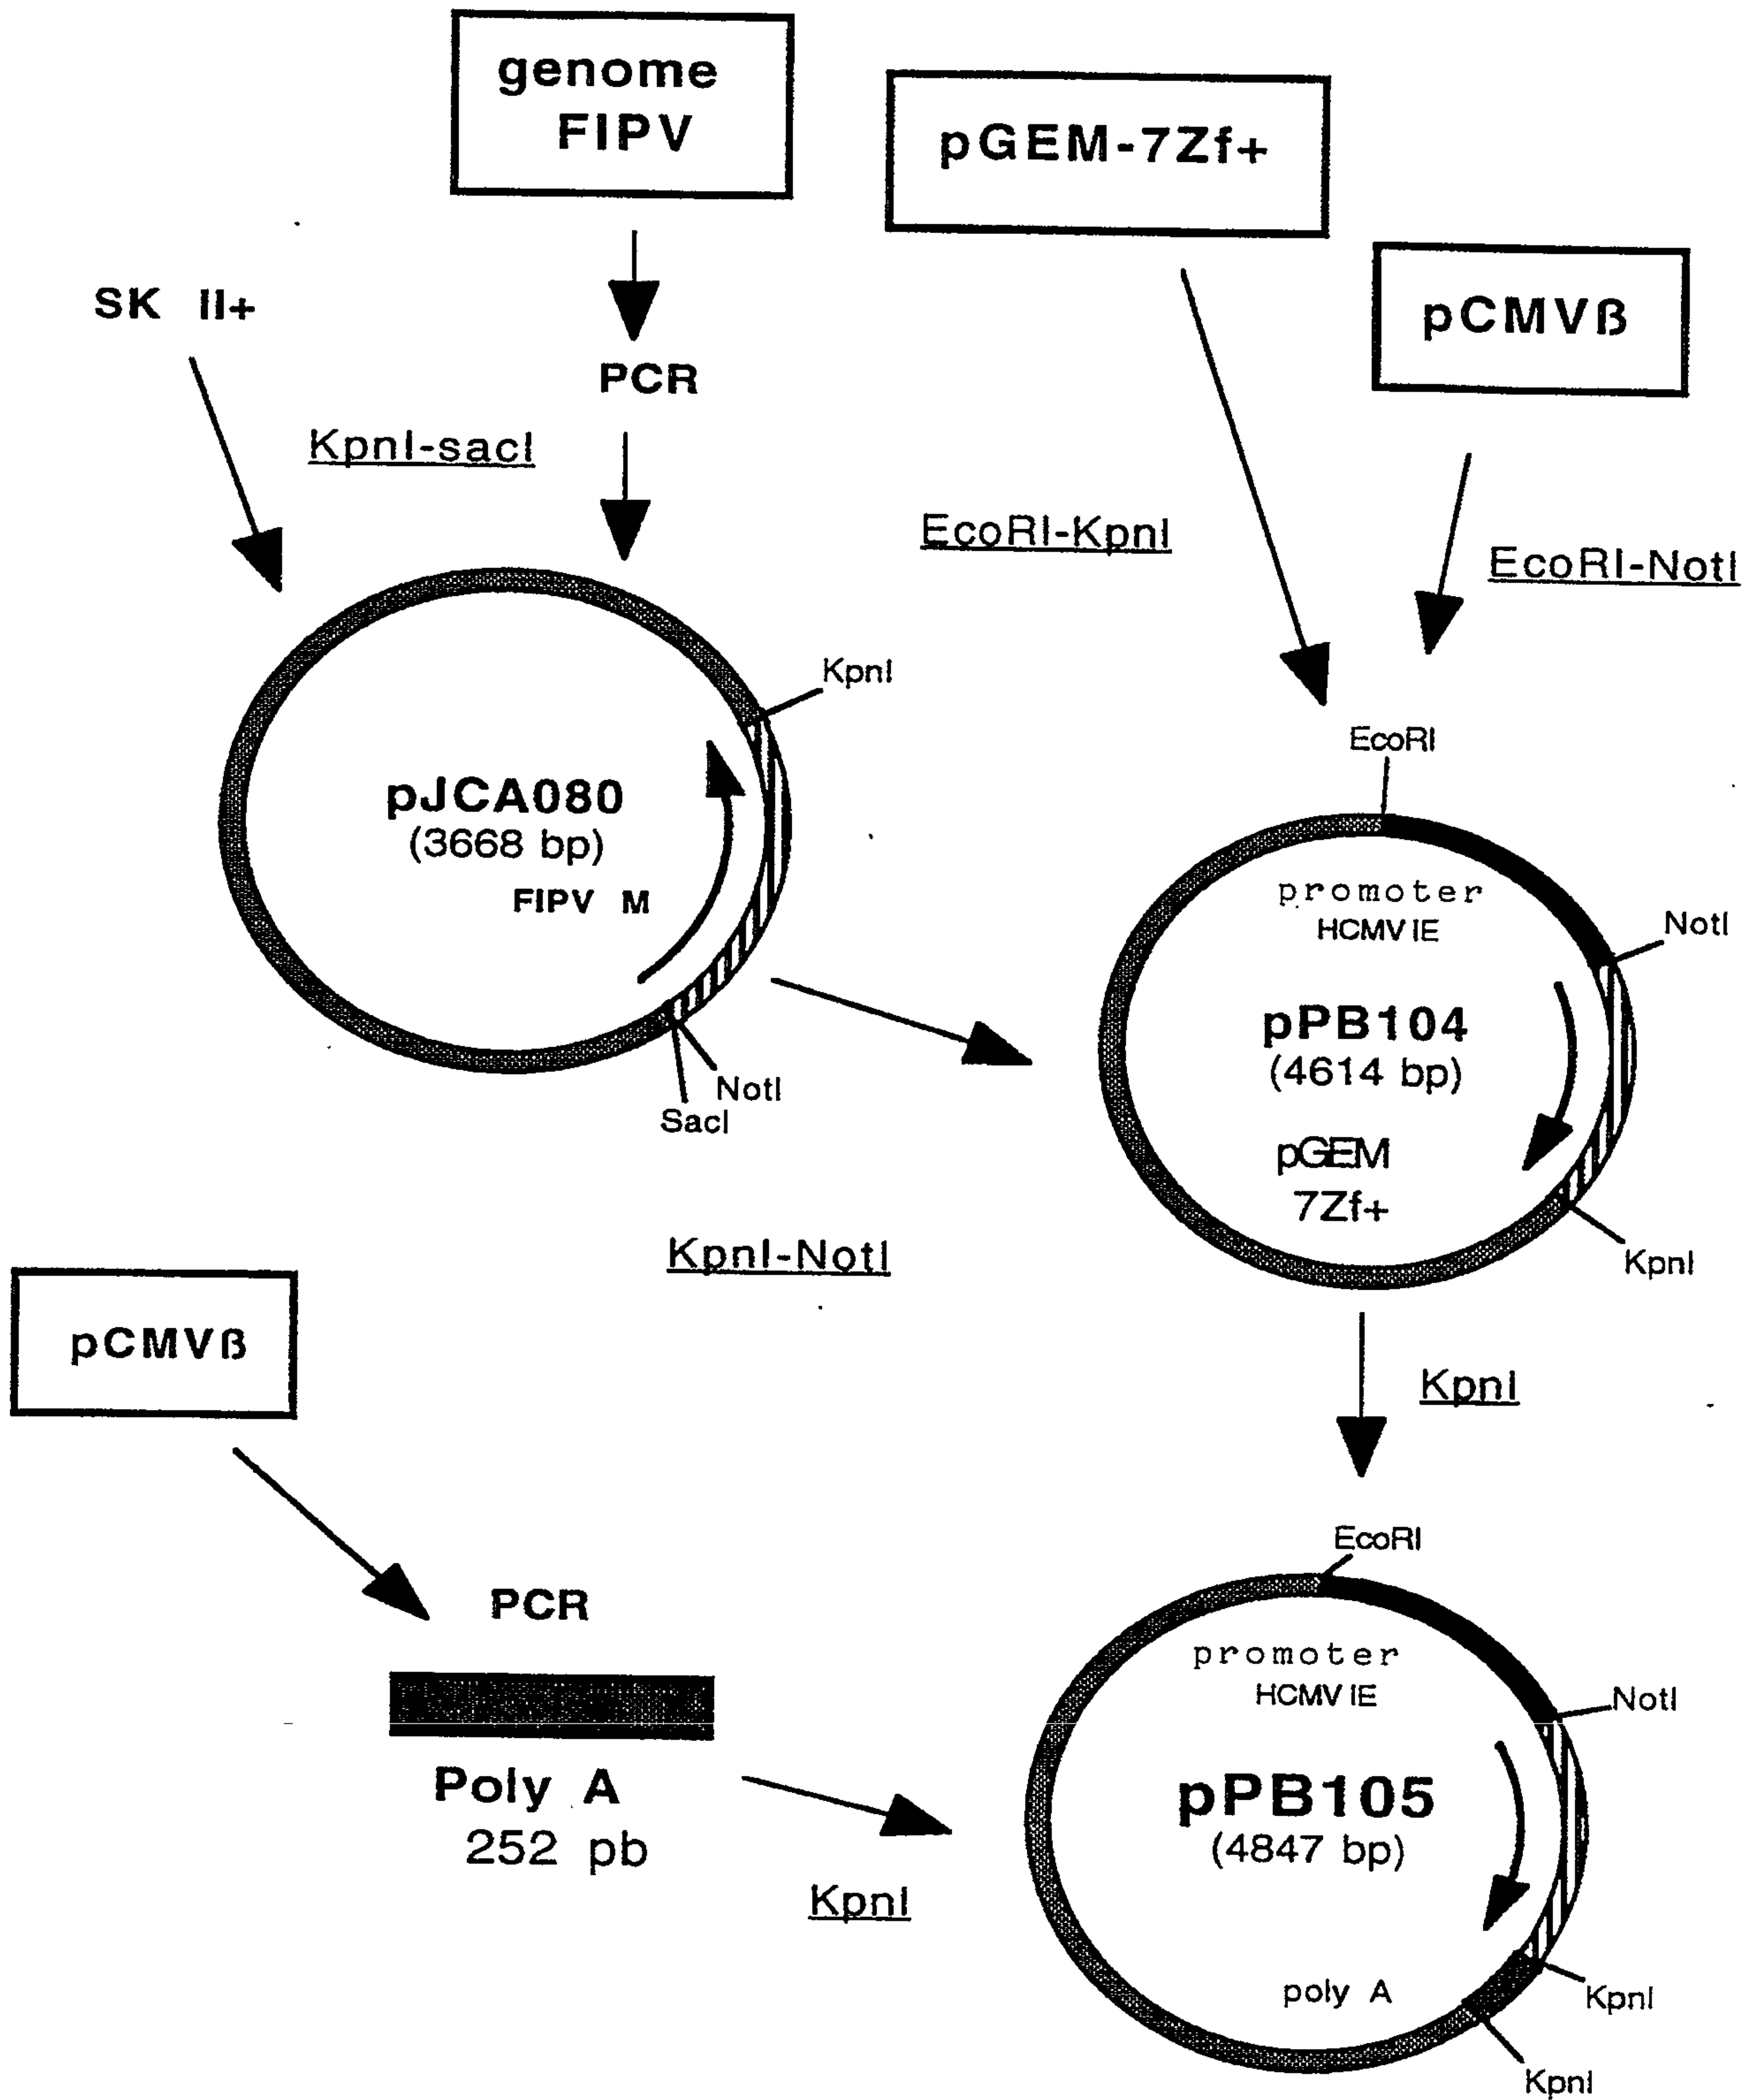 genome
FIPV
pGEM-7Zf+
pCMVß
SK II+
PCR
KpnI-sacI
EcoRI-KpnI
EcoRI-NotI
KpnI
pJCA080
(3668 bp)
FIPV M
NotI
SacI
EcoRI
promoter
HCMV IE
NotI
pPB104
(4614 bp)
pGEM
7Zf+
KpnI
KpnI-NotI
pCMVß
KpnI
PCR
Poly A
252 pb
KpnI
EcoRI
promoter
HCMV IE
NotI
pPB105
(4847 bp)
poly A
KpnI
KpnI